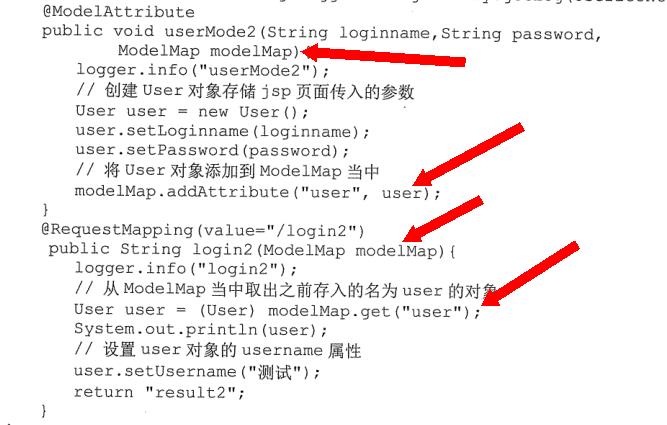 @ModelAttribute
public void userMode2(String loginname,String password,
ModelMap modelMap){
logger.info("userMode2");
// 创建 User 对象存储 jsp 页面传入的参数
User user = new User();
user.setLoginname(loginname);
user.setPassword(password);
// 将 User 对象添加到 ModelMap 当中
modelMap.addAttribute("user", user);
}
@RequestMapping(value="/login2")
public String login2(ModelMap modelMap){
logger.info("login2");
// 从 ModelMap 当中取出之前存入的名为 user 的对象
User user = (User) modelMap.get("user");
System.out.println(user);
// 设置 user 对象的 username 属性
user.setUsername("测试");
return "result2";
}